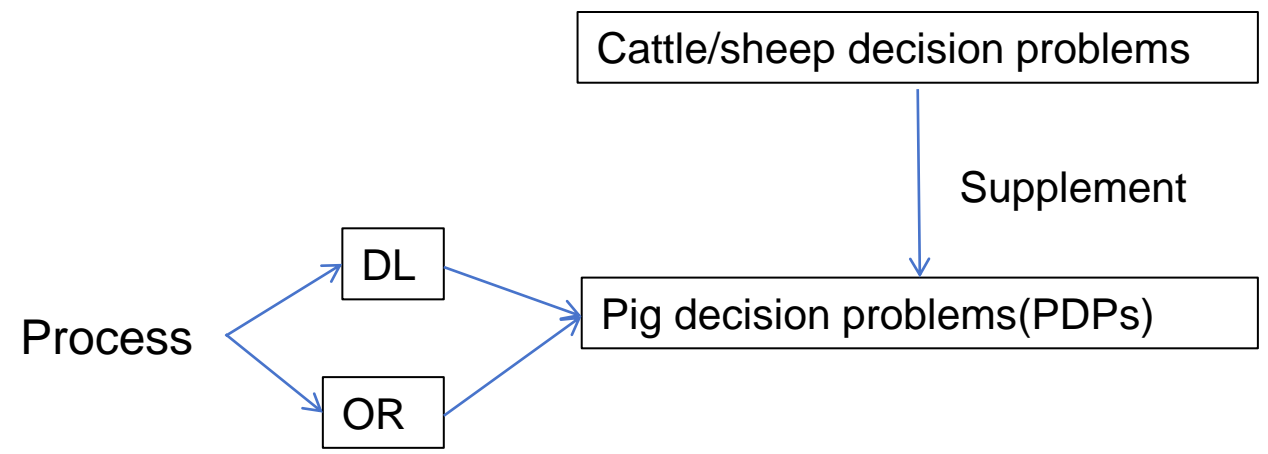 Cattle/sheep decision problems
Supplement
DL
Pig decision problems(PDPs)
Process
OR